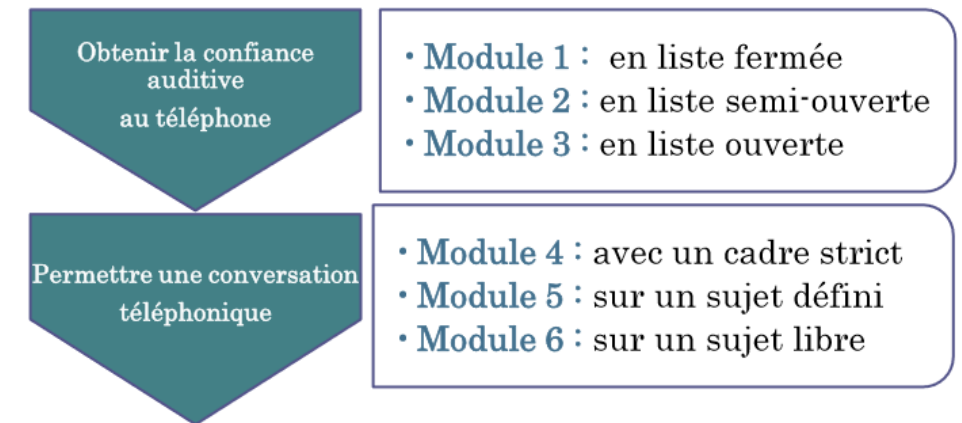 Obtenir la confiance
auditive
au téléphone
• Module 1 : en liste fermée
• Module 2 : en liste semi-ouverte
• Module 3 : en liste ouverte
Permettre une conversation
téléphonique
• Module 4 : avec un cadre strict
• Module 5 : sur un sujet défini
• Module 6 : sur un sujet libre